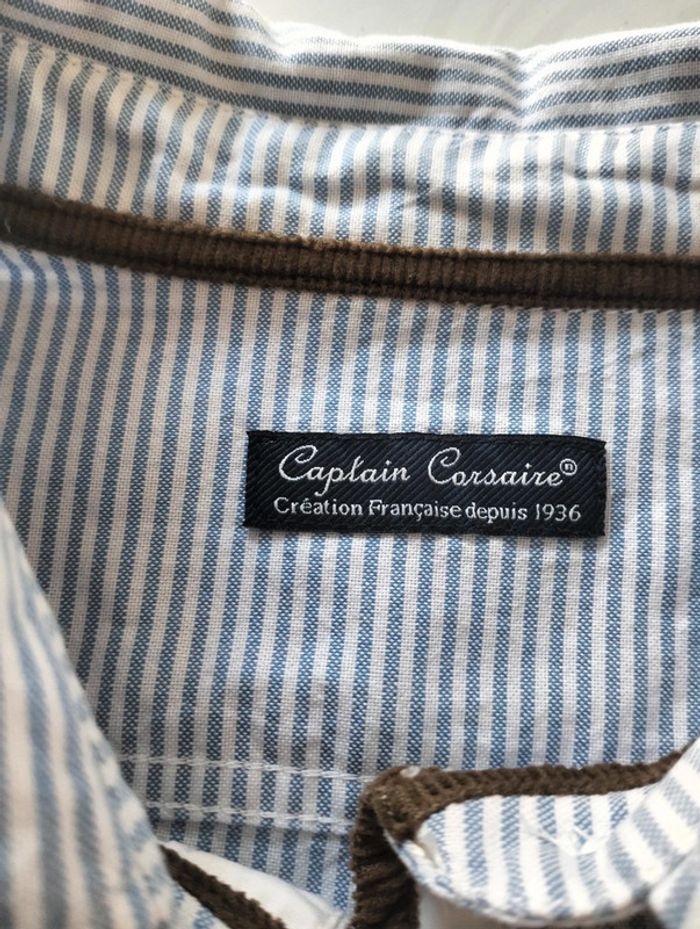 Captain Corsaire®
Création Française depuis 1936